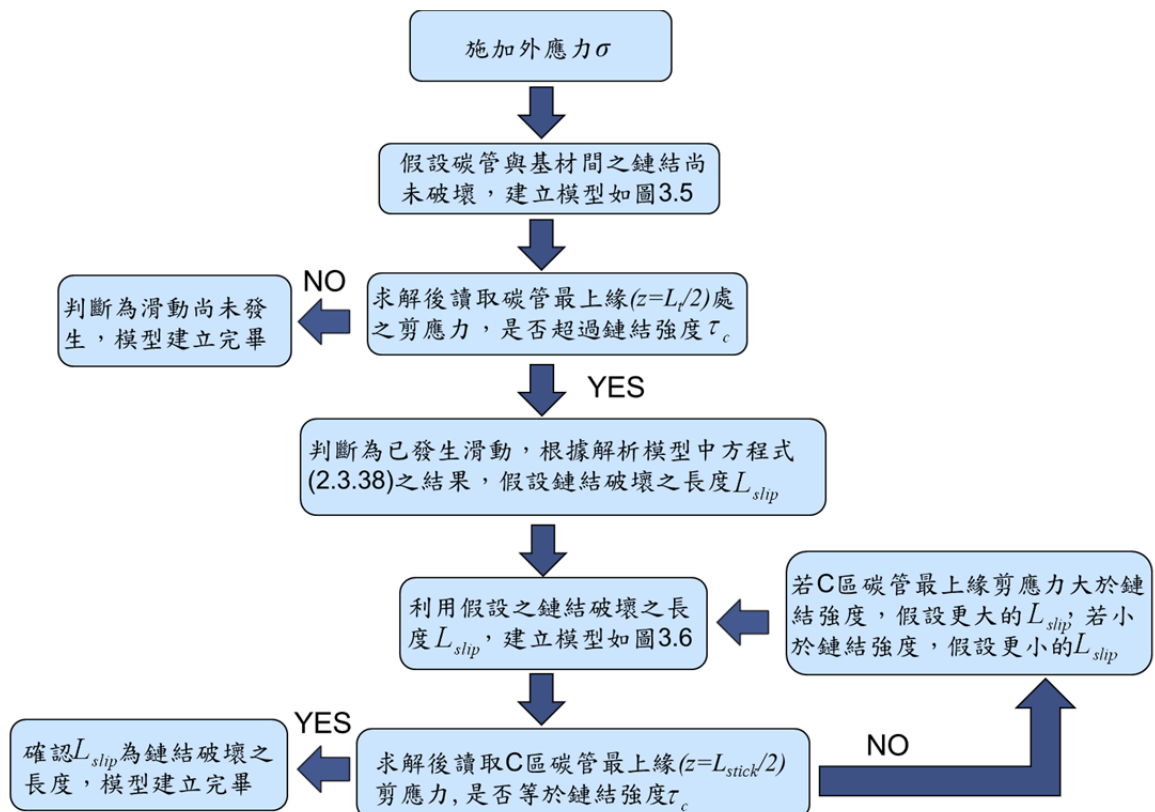 施加外應力σ
假設碳管與基材間之鏈結尚
未破壞，建立模型如圖3.5
NO
判斷為滑動尚未發
生，模型建立完畢
求解後讀取碳管最上緣(z=Lt/2)處
之剪應力，是否超過鏈結強度τc
YES
判斷為已發生滑動，根據解析模型中方程式
(2.3.38)之結果，假設鏈結破壞之長度Lslip
利用假設之鏈結破壞之長
度Lslip，建立模型如圖3.6
若C區碳管最上緣剪應力大於鏈
結強度，假設更大的Lslip; 若小
於鏈結強度，假設更小的Lslip
YES
確認Lslip為鏈結破壞之
長度，模型建立完畢
求解後讀取C區碳管最上緣(z=Lstick/2)
剪應力,是否等於鏈結強度τc
NO